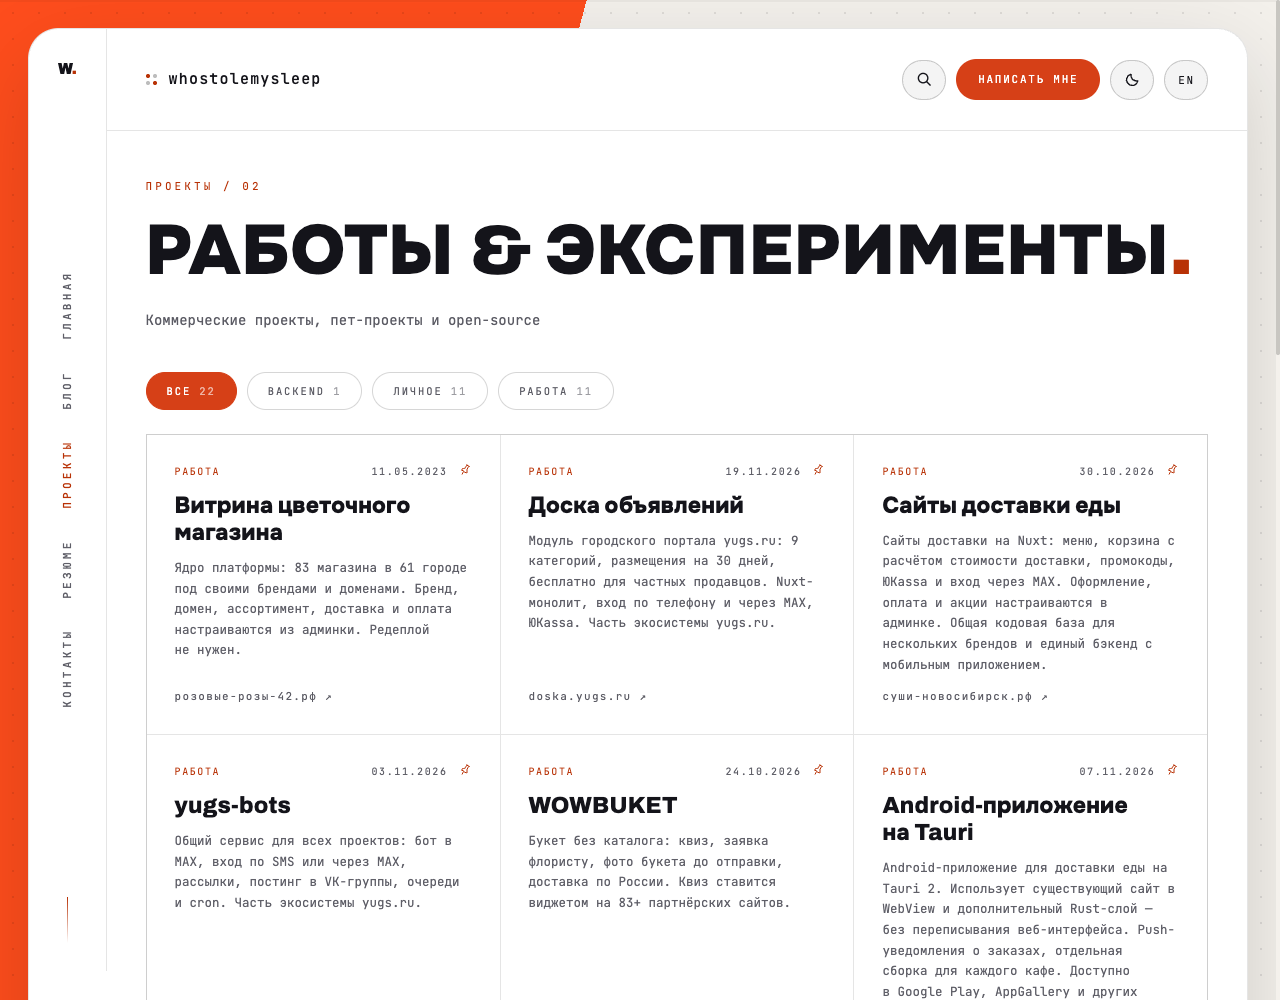 w.
whostolemysleep
НАПИСАТЬ МНЕ
EN
ГЛАВНАЯ
БЛОГ
ПРОЕКТЫ
РЕЗЮМЕ
КОНТАКТЫ
ПРОЕКТЫ / 02
РАБОТЫ & ЭКСПЕРИМЕНТЫ.
Коммерческие проекты, пет-проекты и open-source
ВСЕ 22
BACKEND 1
ЛИЧНОЕ 11
РАБОТА 11
РАБОТА 11.05.2023
Витрина цветочного
магазина
Ядро платформы: 83 магазина в 61 городе
под своими брендами и доменами. Бренд,
домен, ассортимент, доставка и оплата
настраиваются из админки. Редеплой
не нужен.
розовые-розы-42.рф ↗
РАБОТА 19.11.2026
Доска объявлений
Модуль городского портала yugs.ru: 9
категорий, размещения на 30 дней,
бесплатно для частных продавцов. Nuxt-
монолит, вход по телефону и через MAX,
ЮKassa. Часть экосистемы yugs.ru.
doska.yugs.ru ↗
РАБОТА 30.10.2026
Сайты доставки еды
Сайты доставки на Nuxt: меню, корзина с
расчётом стоимости доставки, промокоды,
ЮKassa и вход через MAX. Оформление,
оплата и акции настраиваются в
админке. Общая кодовая база для
нескольких брендов и единый бэкенд с
мобильным приложением.
суши-новосибирск.рф ↗
РАБОТА 03.11.2026
yugs-bots
Общий сервис для всех проектов: бот в
MAX, вход по SMS или через MAX,
рассылки, постинг в VK-группы, очереди
и cron. Часть экосистемы yugs.ru.
РАБОТА 24.10.2026
WOWBUKET
Букет без каталога: квиз, заявка
флористу, фото букета до отправки,
доставка по России. Квиз ставится
виджетом на 83+ партнёрских сайтов.
РАБОТА 07.11.2026
Android-приложение
на Tauri
Android-приложение для доставки еды на
Tauri 2. Использует существующий сайт в
WebView и дополнительный Rust-слой —
без переписывания веб-интерфейса. Push-
уведомления о заказах, отдельная
сборка для каждого кафе. Доступно
в Google Play, AppGallery и других